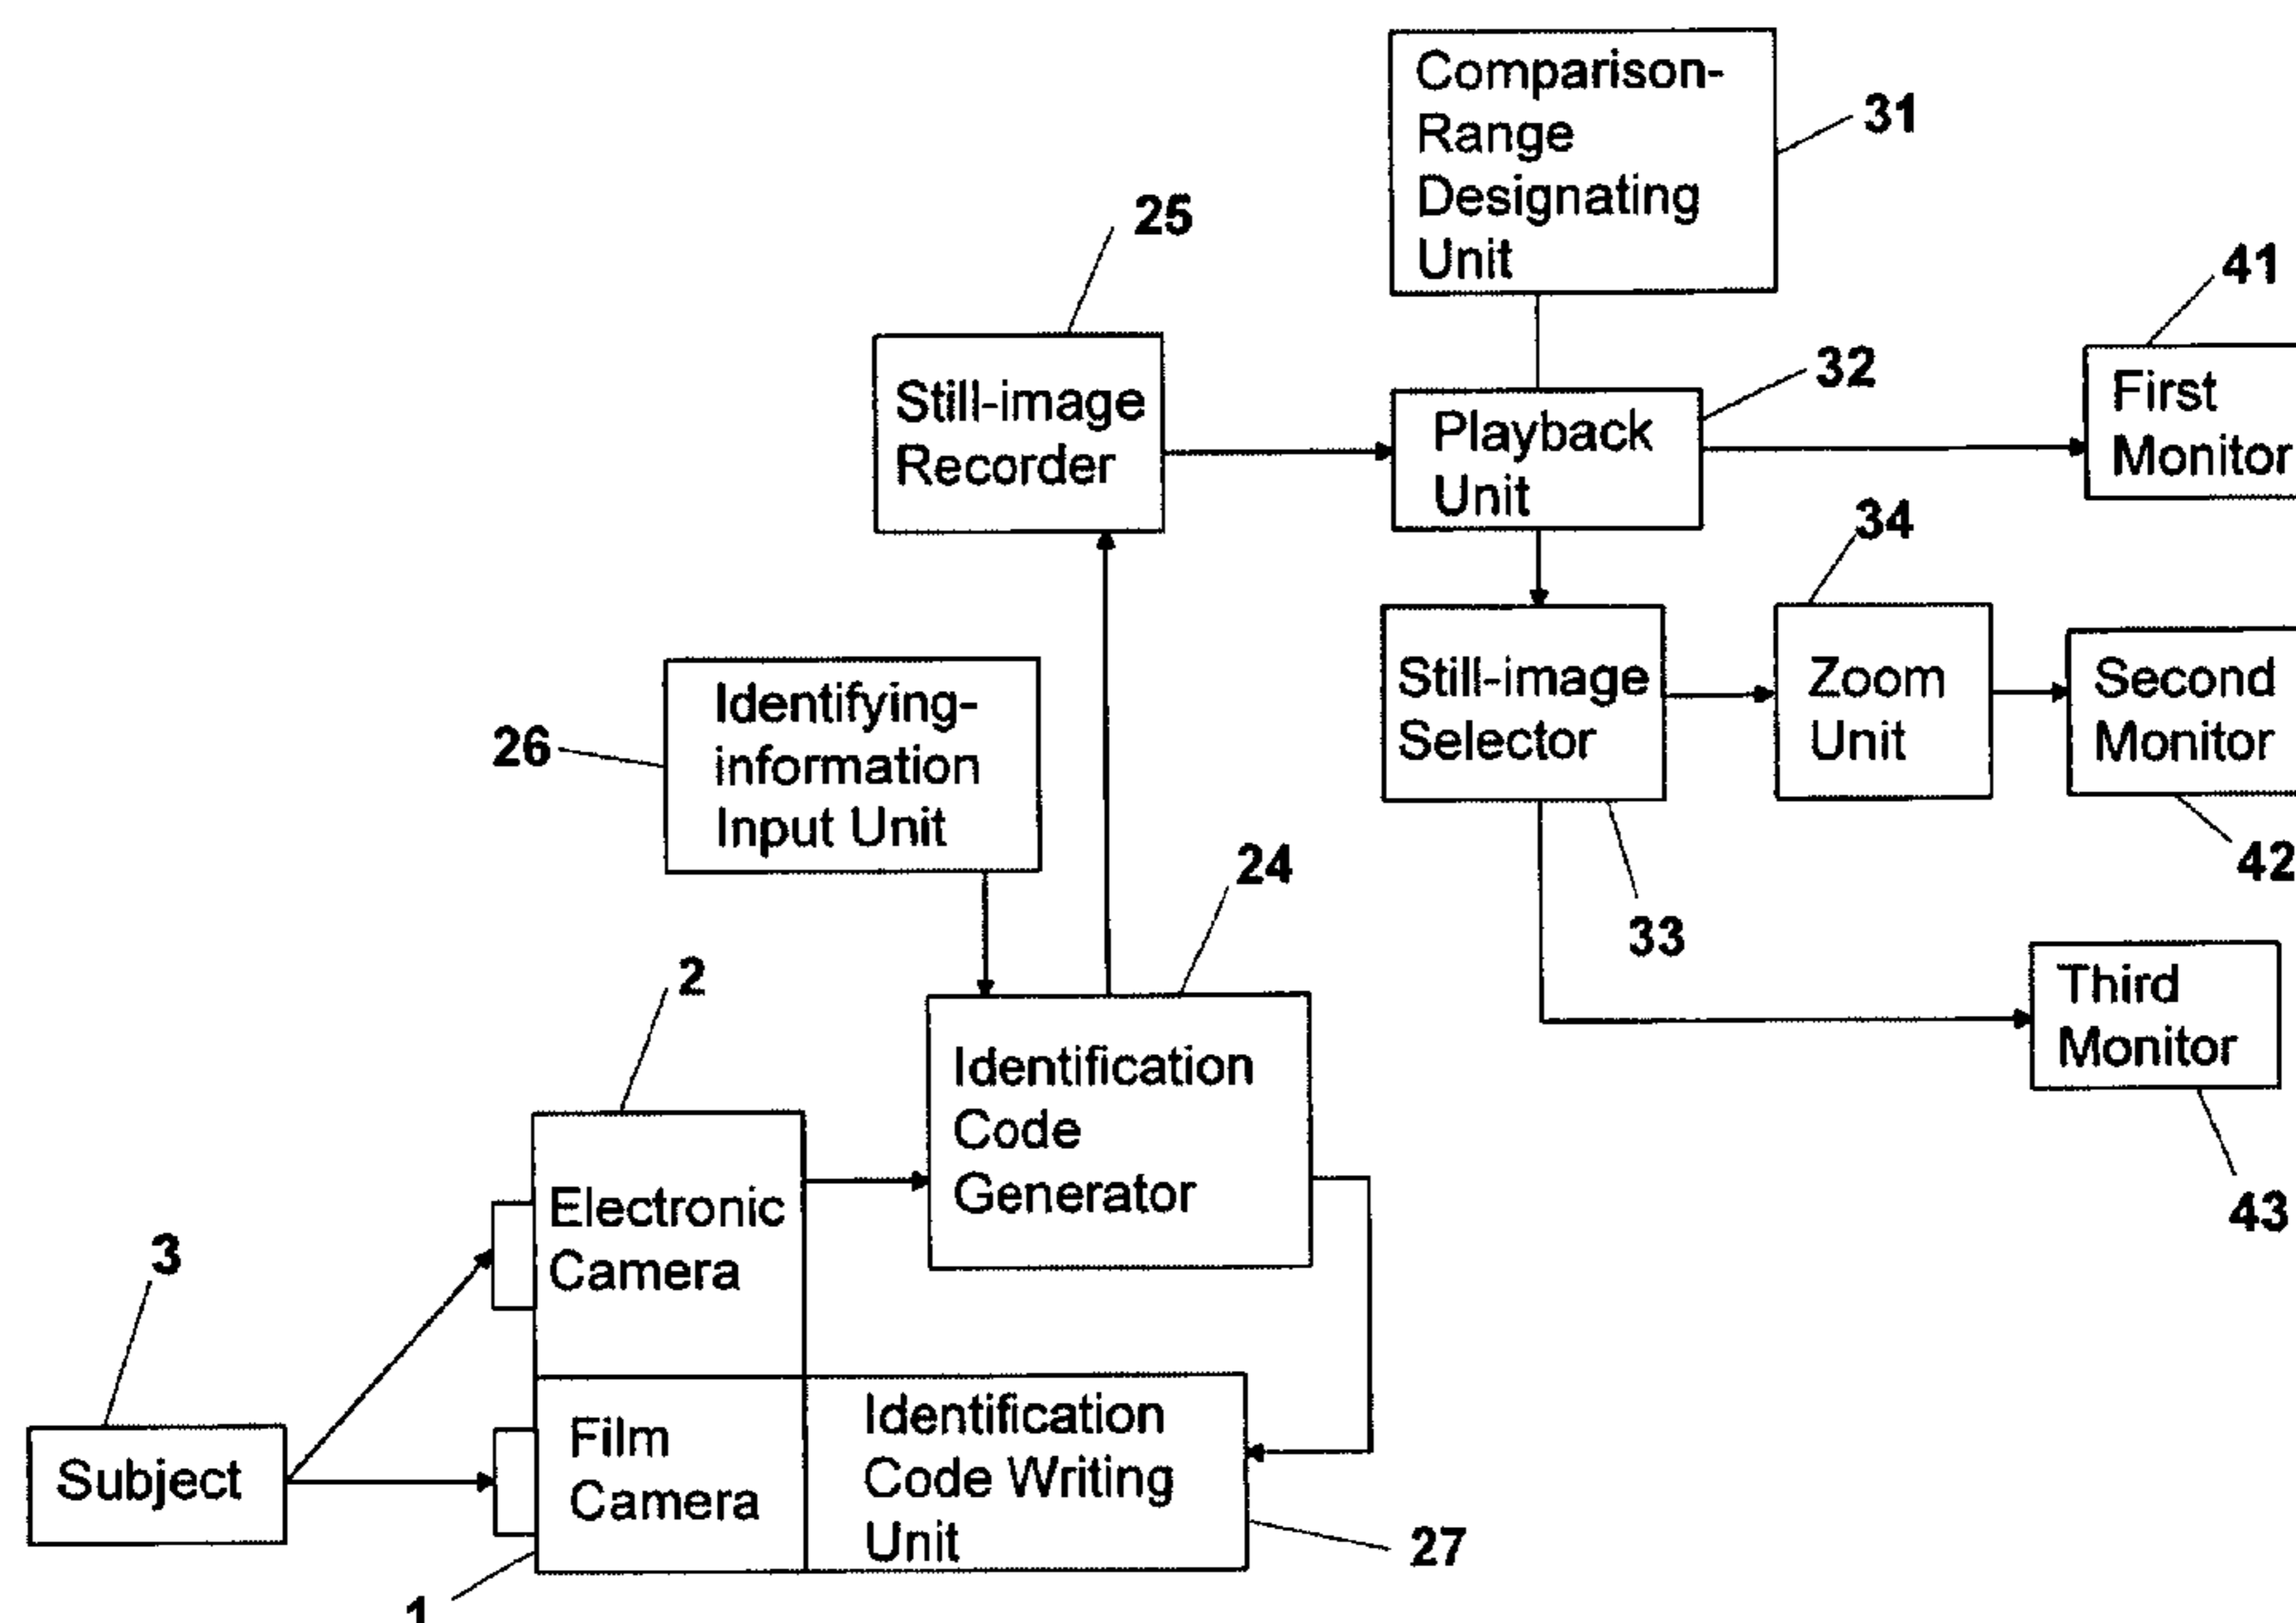 Comparison-
Range
Designating
Unit
31
25
41
Still-image
Recorder
32
Playback
Unit
First
Monitor
34
Identifying-
information
Input Unit
26
Still-image
Selector
Zoom
Unit
Second
Monitor
42
24
33
2
Third
Monitor
43
Identification
Code
Generator
Electronic
Camera
3
Subject
Film
Camera
Identification
Code Writing
Unit
27
1